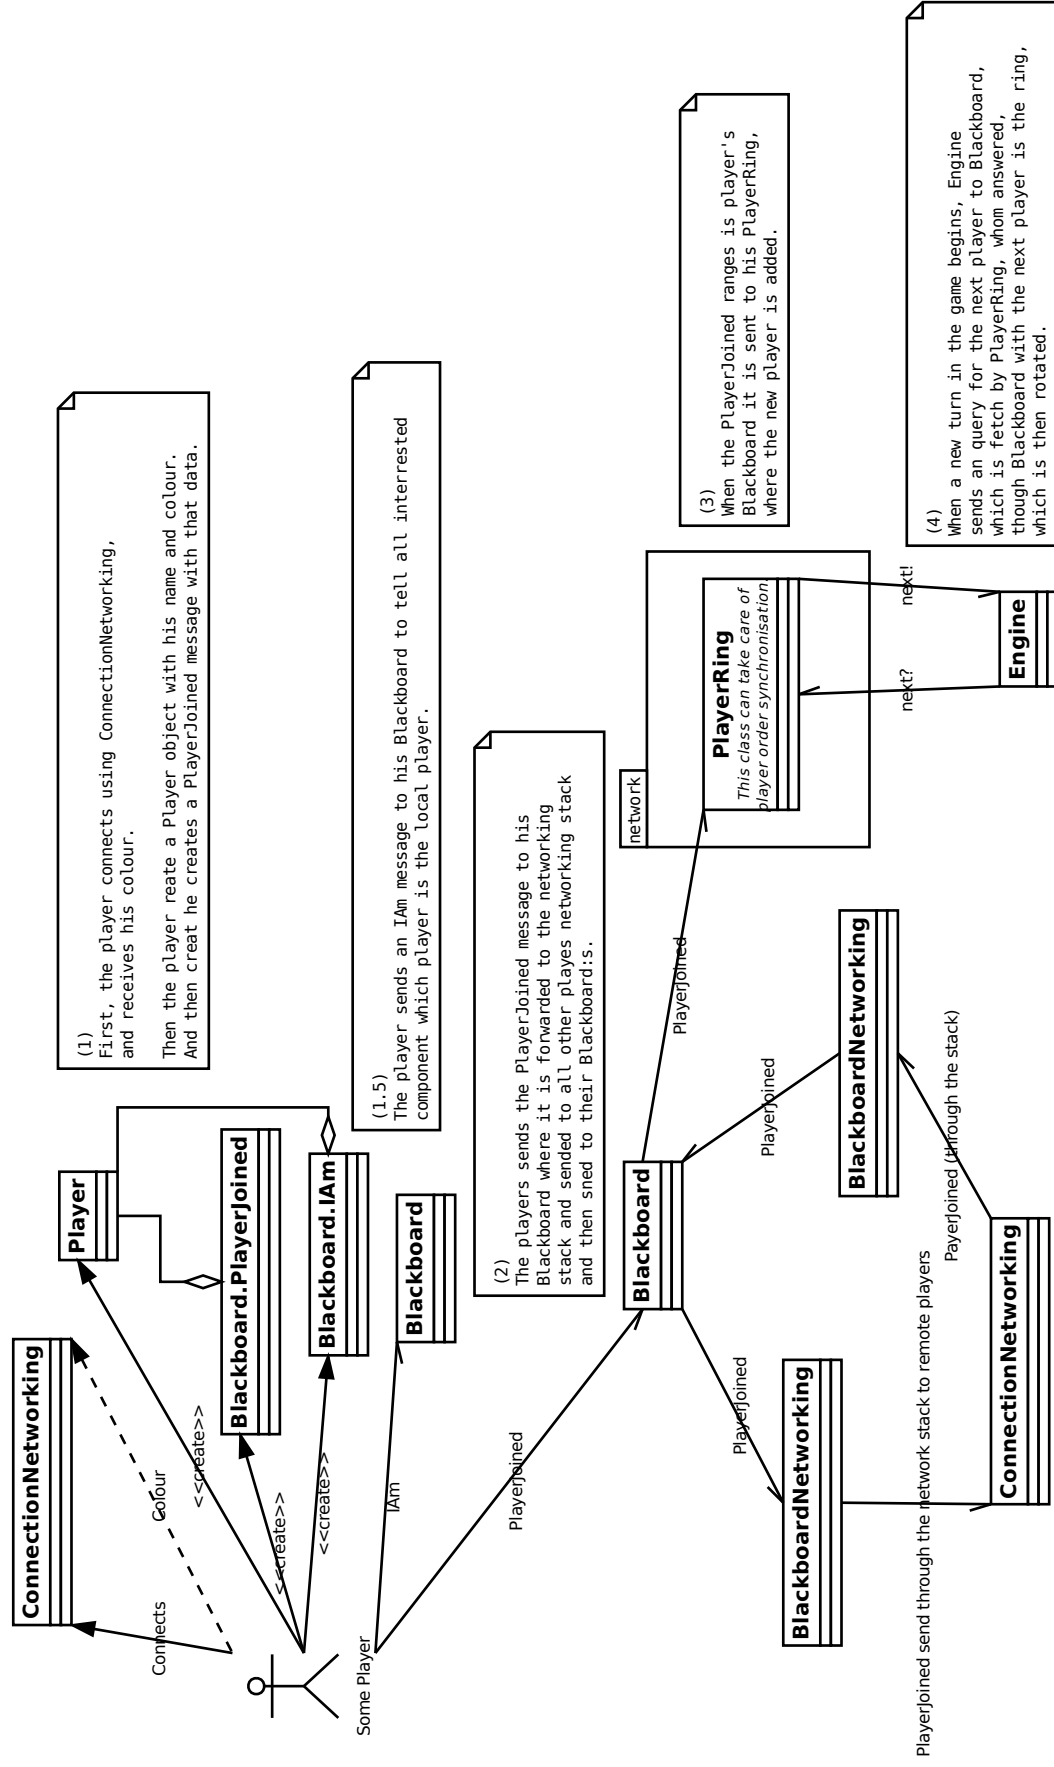 ConnectionNetworking
Connects
Colour
Player
<<create>>
Blackboard.PlayerJoined
<<create>>
Blackboard.IAm
<<create>>
Blackboard
IAm
Some Player
PlayerJoined
(1)
First, the player connects using ConnectionNetworking,
and receives his colour.
Then the player reate a Player object with his name and colour.
And then creat he creates a PlayerJoined message with that data.
(1.5)
The player sends an IAm message to his Blackboard to tell all interrested
component which player is the local player.
(2)
The players sends the PlayerJoined message to his
Blackboard where it is forwarded to the networking
stack and sended to all other playes networking stack
and then sned to their Blackboard:s.
Blackboard
PlayerJoined
network
PlayerRing
This class can take care of
player order synchronisation.
(3)
When the PlayerJoined ranges is player's
Blackboard it is sent to his PlayerRing,
where the new player is added.
PlayerJoined
BlackboardNetworking
PlayerJoined
BlackboardNetworking
next?
next!
PlayerJoined send through the network stack to remote players
PayerJoined (through the stack)
ConnectionNetworking
Engine
(4)
When a new turn in the game begins, Engine
sends an query for the next player to Blackboard,
which is fetch by PlayerRing, whom answered,
though Blackboard with the next player is the ring,
which is then rotated.